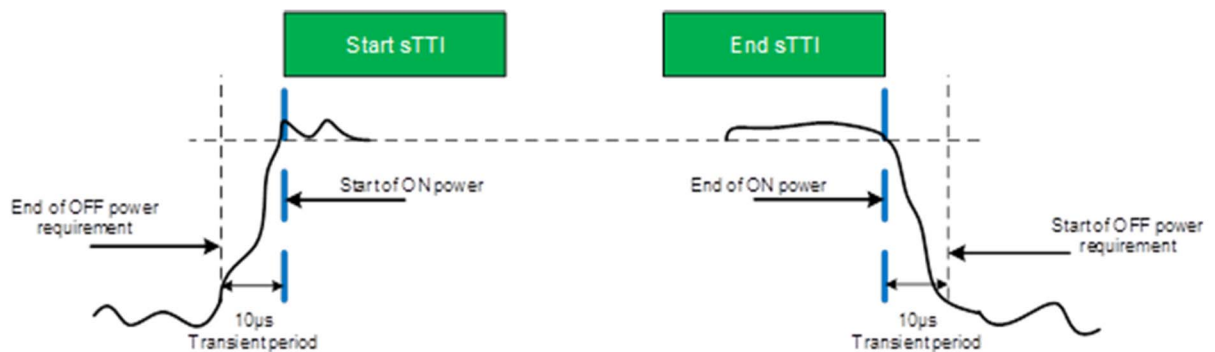 Start sTTI
End sTTI
Start of ON power
End of ON power
End of OFF power
requirement
Start of OFF power
requirement
10µs
Transient period
10µs
Transient period